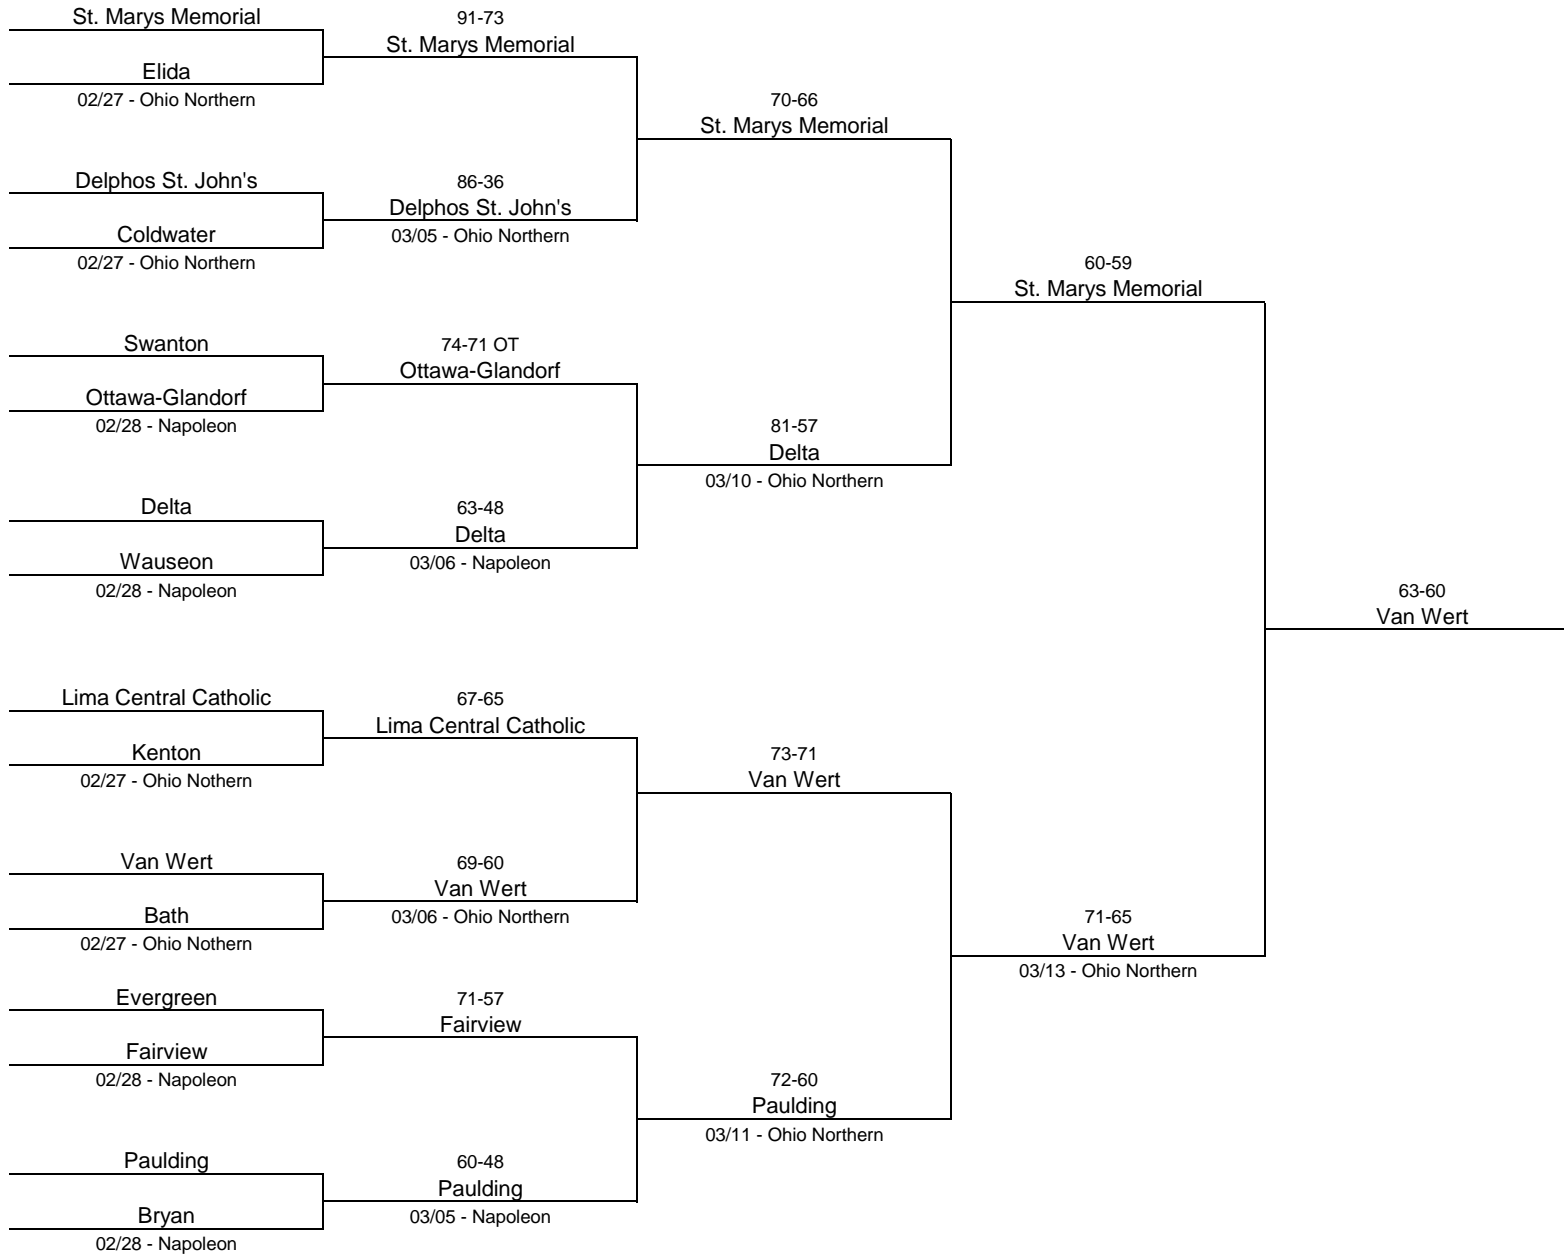 St. Marys Memorial
91-73
St. Marys Memorial
Elida
02/27 - Ohio Northern
70-66
St. Marys Memorial
Delphos St. John's
86-36
Delphos St. John's
Coldwater
03/05 - Ohio Northern
02/27 - Ohio Northern
60-59
St. Marys Memorial
Swanton
74-71 OT
Ottawa-Glandorf
Ottawa-Glandorf
02/28 - Napoleon
81-57
Delta
03/10 - Ohio Northern
Delta
63-48
Delta
Wauseon
03/06 - Napoleon
02/28 - Napoleon
63-60
Van Wert
Lima Central Catholic
67-65
Lima Central Catholic
Kenton
02/27 - Ohio Nothern
73-71
Van Wert
Van Wert
69-60
Van Wert
Bath
03/06 - Ohio Northern
02/27 - Ohio Nothern
71-65
Van Wert
03/13 - Ohio Northern
Evergreen
71-57
Fairview
Fairview
02/28 - Napoleon
72-60
Paulding
03/11 - Ohio Northern
Paulding
60-48
Paulding
Bryan
03/05 - Napoleon
02/28 - Napoleon